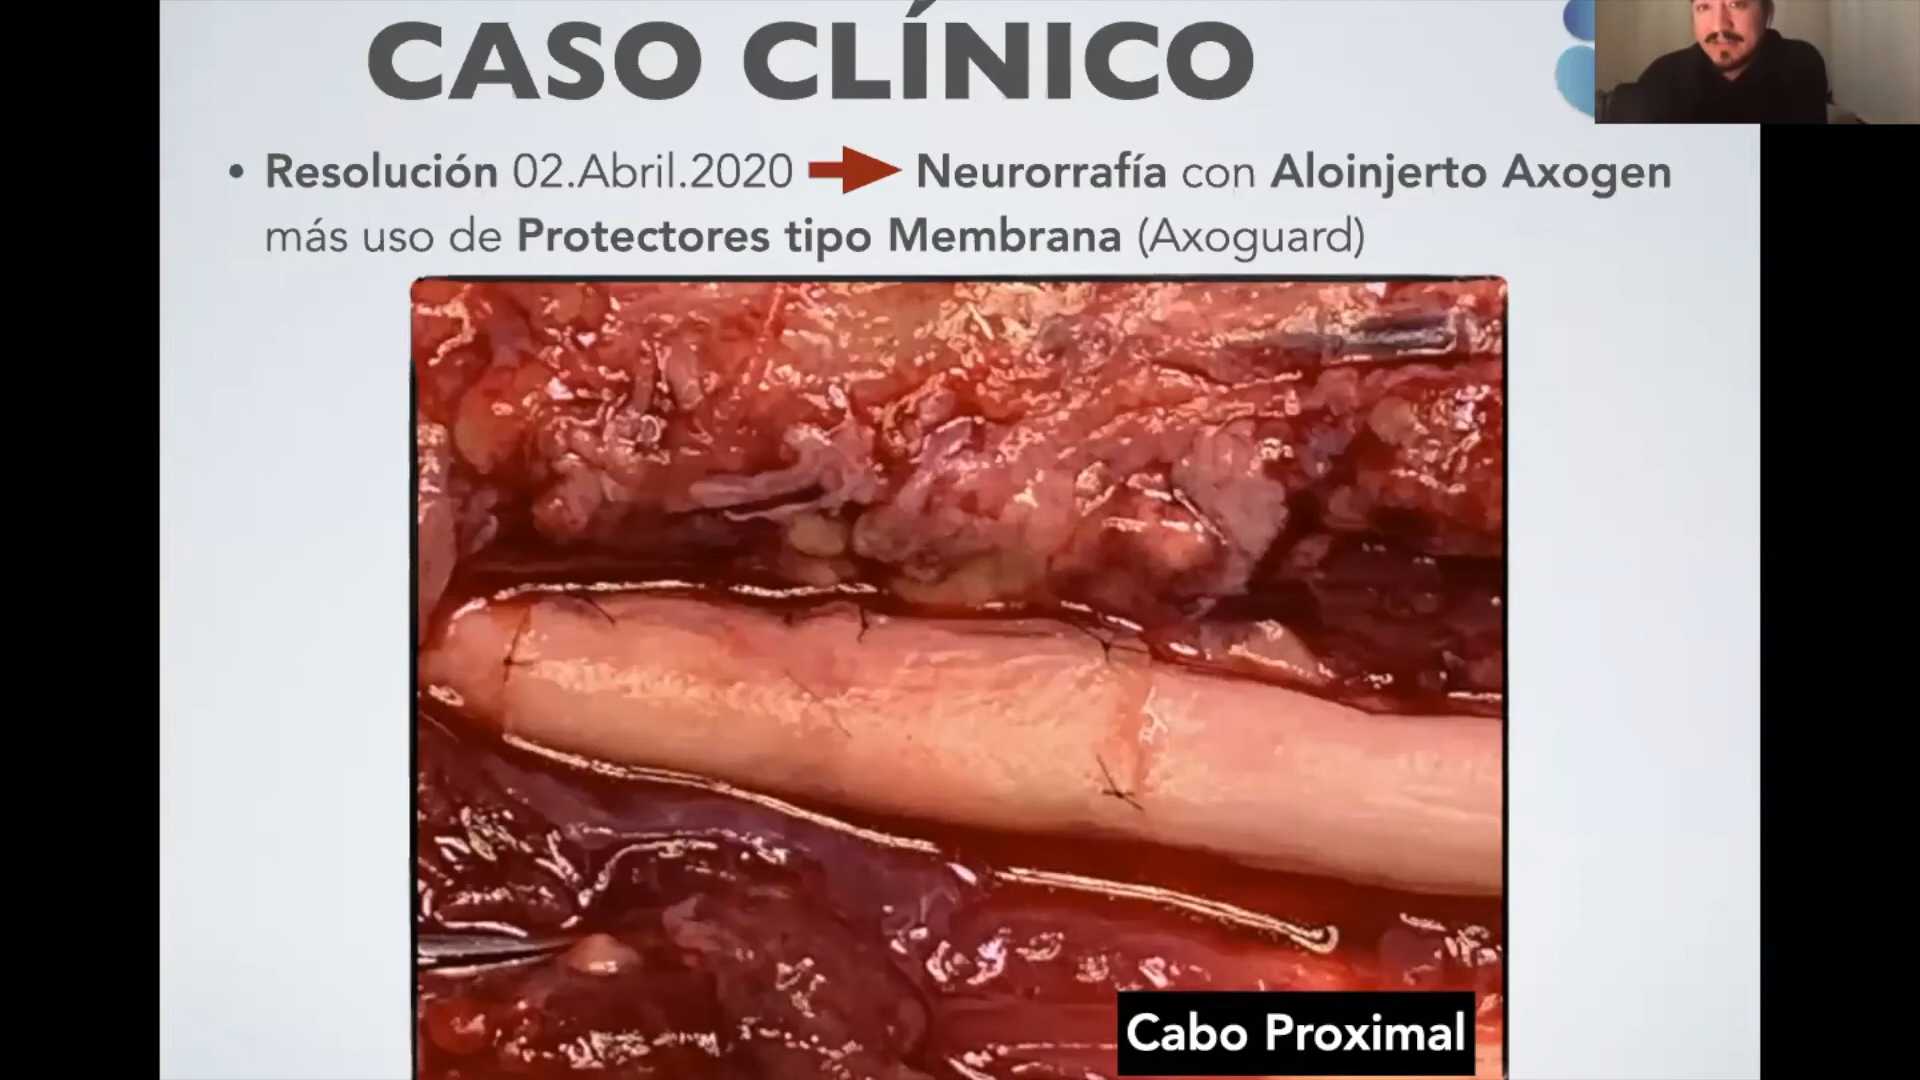 CASO CLÍNICO
• Resolución 02.Abril.2020 ➡ Neurorrafía con Aloinjerto Axogen
más uso de Protectores tipo Membrana (Axoguard)
Cabo Proximal